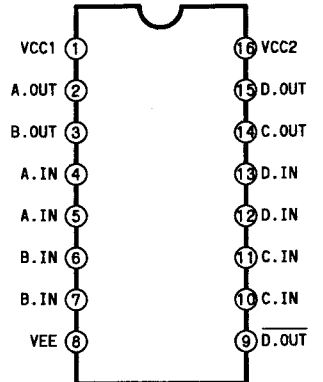 VCC1 1 16 VCC2
A.OUT 2 15 D.OUT
B.OUT 3 14 C.OUT
A.IN 4 13 D.IN
A.IN 5 12 D.IN
B.IN 6 11 C.IN
B.IN 7 10 C.IN
VEE 8 9 D.OUT